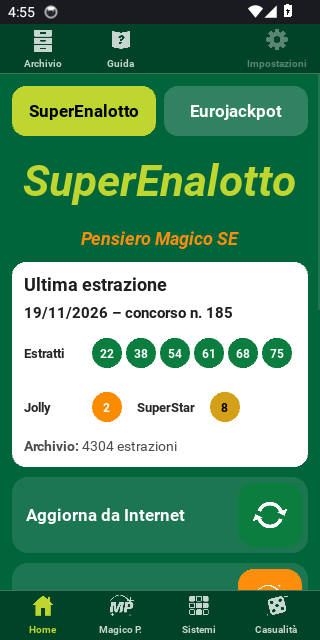 4:55
Archivio
Guida
Impostazioni
SuperEnalotto
Eurojackpot
SuperEnalotto
Pensiero Magico SE
Ultima estrazione
19/11/2026 – concorso n. 185
Estratti 22 38 54 61 68 75
Jolly 2 SuperStar 8
Archivio: 4304 estrazioni
Aggiorna da Internet
MP
Home
Magico P.
Sistemi
Casualità